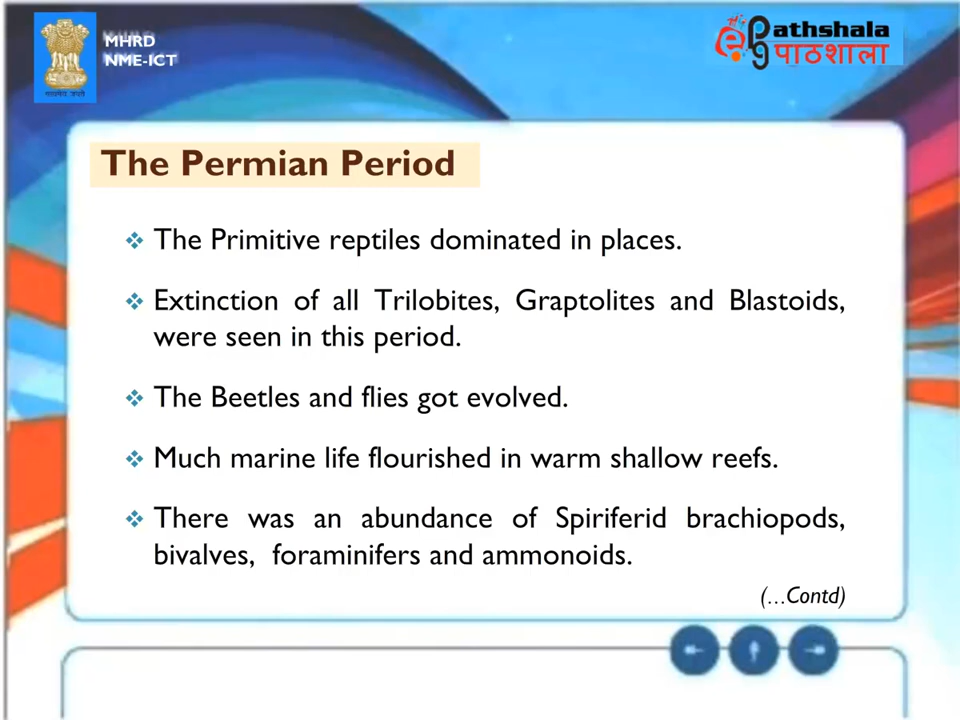 MHRD
NME-ICT
e pg athshala
पाठशाला
The Permian Period
❖ The Primitive reptiles dominated in places.
❖ Extinction of all Trilobites, Graptolites and Blastoids,
were seen in this period.
❖ The Beetles and flies got evolved.
❖ Much marine life flourished in warm shallow reefs.
❖ There was an abundance of Spiriferid brachiopods,
bivalves, foraminifers and ammonoids.
(...Contd)